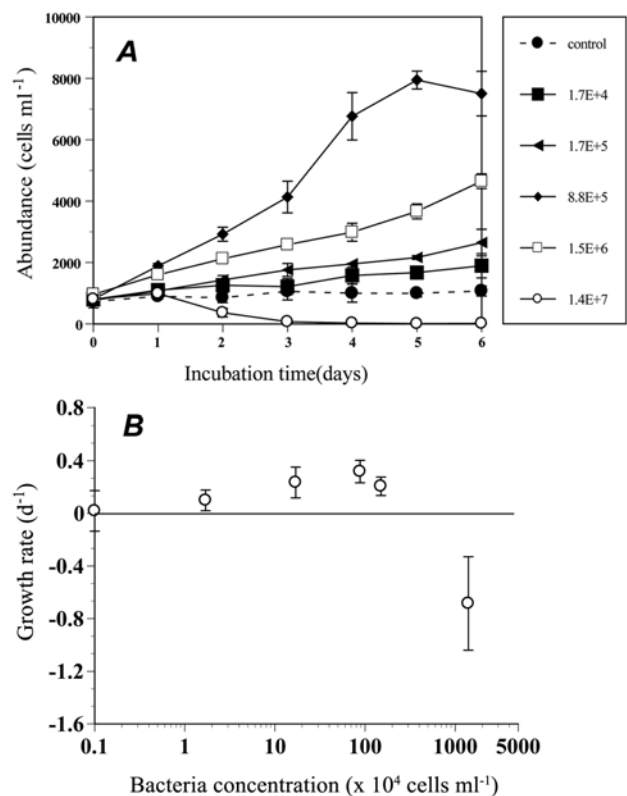 A
10000
8000
6000
4000
2000
0
Abundance (cells ml-1)
0 1 2 3 4 5 6
Incubation time(days)
control
1.7E+4
1.7E+5
8.8E+5
1.5E+6
1.4E+7
B
0.8
0.4
0
-0.4
-0.8
-1.2
-1.6
Growth rate (d-1)
0.1 1 10 100 1000 5000
Bacteria concentration (x 10⁴ cells ml-1)